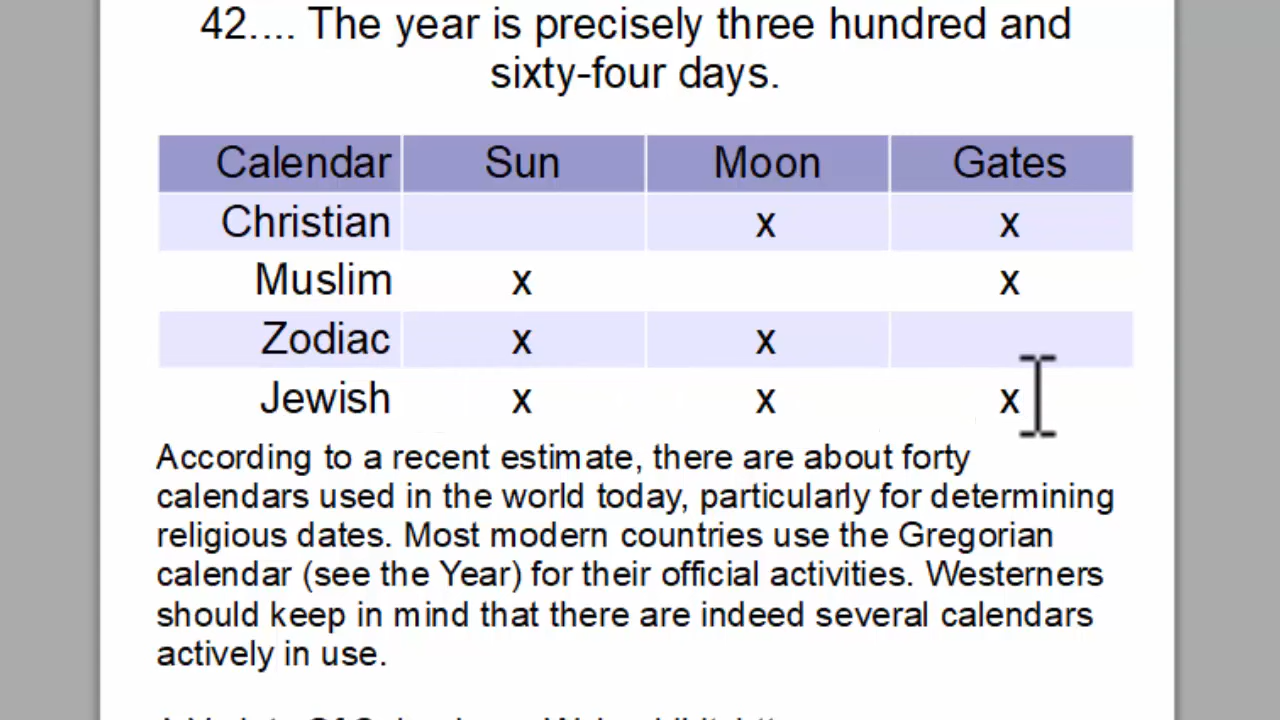 42.... The year is precisely three hundred and
sixty-four days.
Calendar Sun Moon Gates
Christian x x
Muslim x x
Zodiac x x
Jewish x x x
According to a recent estimate, there are about forty
calendars used in the world today, particularly for determining
religious dates. Most modern countries use the Gregorian
calendar (see the Year) for their official activities. Westerners
should keep in mind that there are indeed several calendars
actively in use.